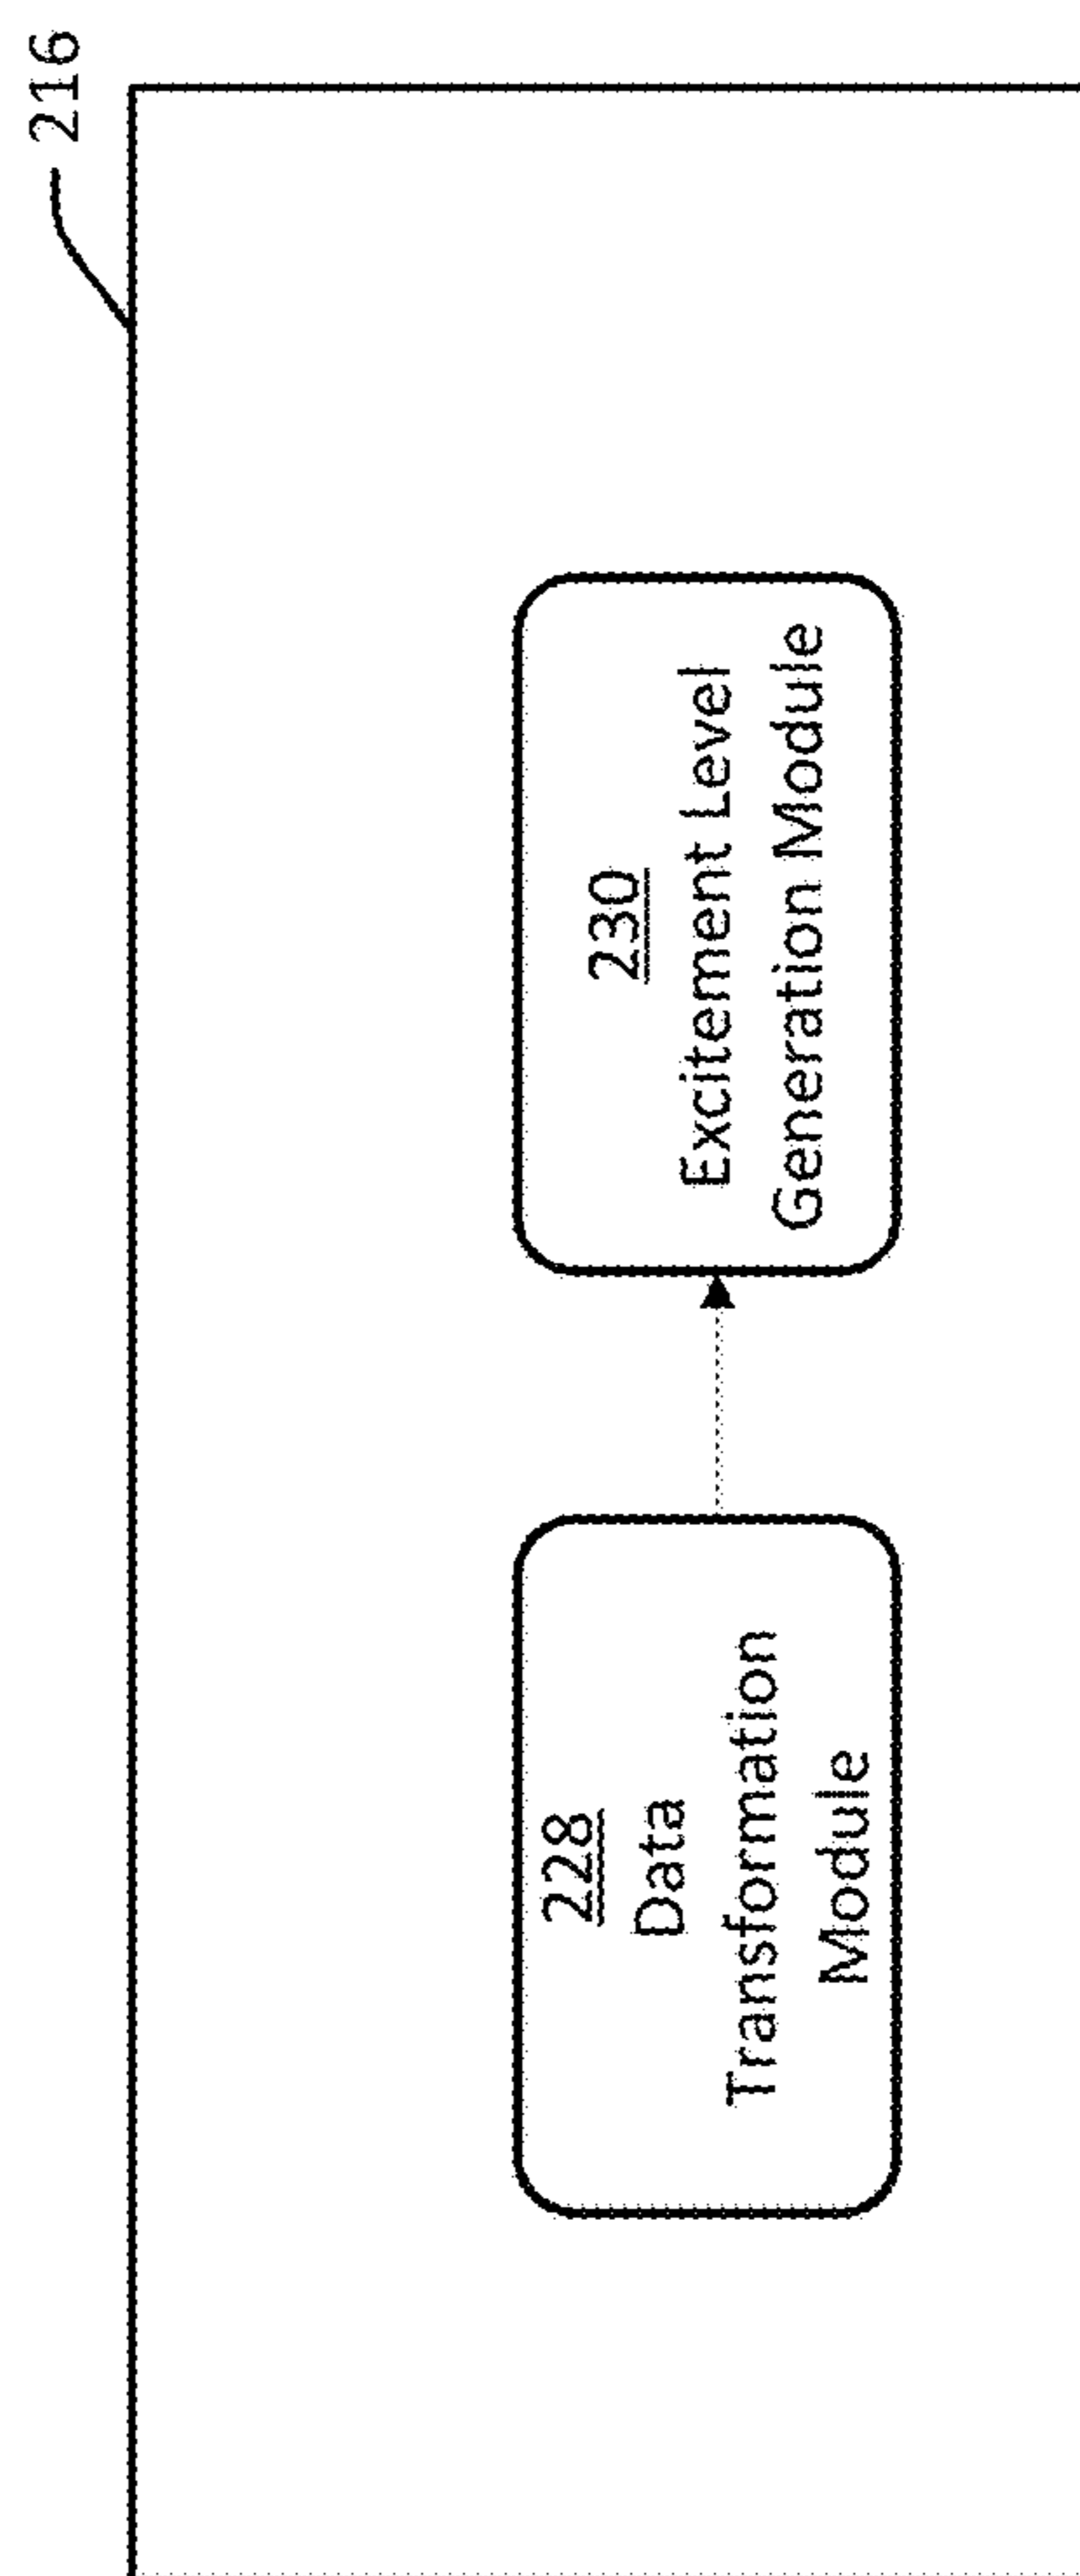 216
228
Data
Transformation
Module
230
Excitement Level
Generation Module